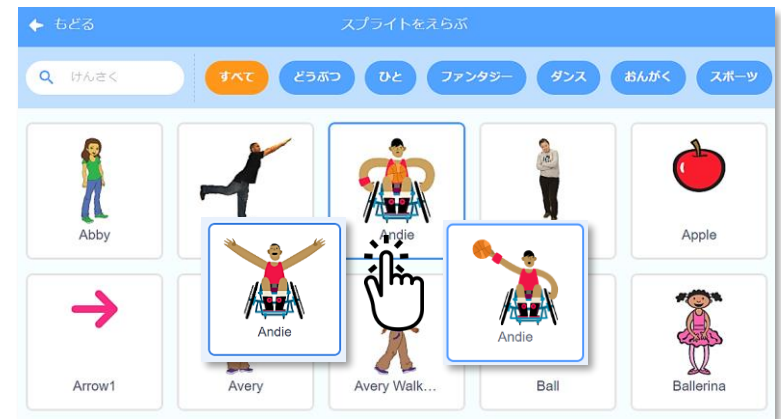 もどる
スプライトをえらぶ
けんさく
すべて
どうぶつ
ひと
ファンタジー
ダンス
おんがく
スポーツ
Abby
Andie
Apple
Andie
Andie
Arrow1
Avery
Avery Walk...
Ball
Ballerina